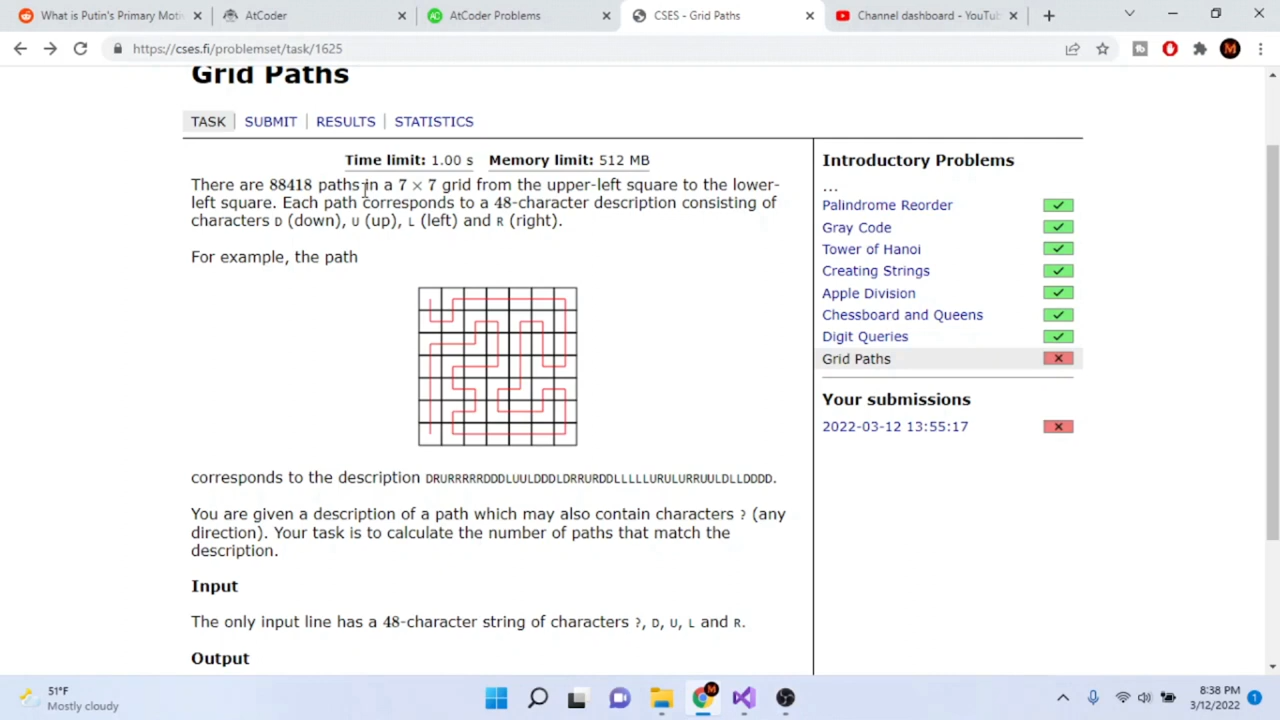 What is Putin's Primary Moti
AtCoder
AtCoder Problems
CSES - Grid Paths
Channel dashboard - YouTu
https://cses.fi/problemset/task/1625
M
Grid Paths
TASK | SUBMIT | RESULTS | STATISTICS
Time limit: 1.00 s Memory limit: 512 MB
There are 88418 paths in a 7 × 7 grid from the upper-left square to the lower-
left square. Each path corresponds to a 48-character description consisting of
characters D (down), U (up), L (left) and R (right).
For example, the path
corresponds to the description DRURRRRRDDDLUULDDDLDRRURDDLLLLLURULURRUULDLLDDDD.
You are given a description of a path which may also contain characters ? (any
direction). Your task is to calculate the number of paths that match the
description.
Input
The only input line has a 48-character string of characters ?, D, U, L and R.
Output
Introductory Problems
...
Palindrome Reorder
Gray Code
Tower of Hanoi
Creating Strings
Apple Division
Chessboard and Queens
Digit Queries
Grid Paths
Your submissions
2022-03-12 13:55:17
51°F
Mostly cloudy
M
8:38 PM
3/12/2022
1